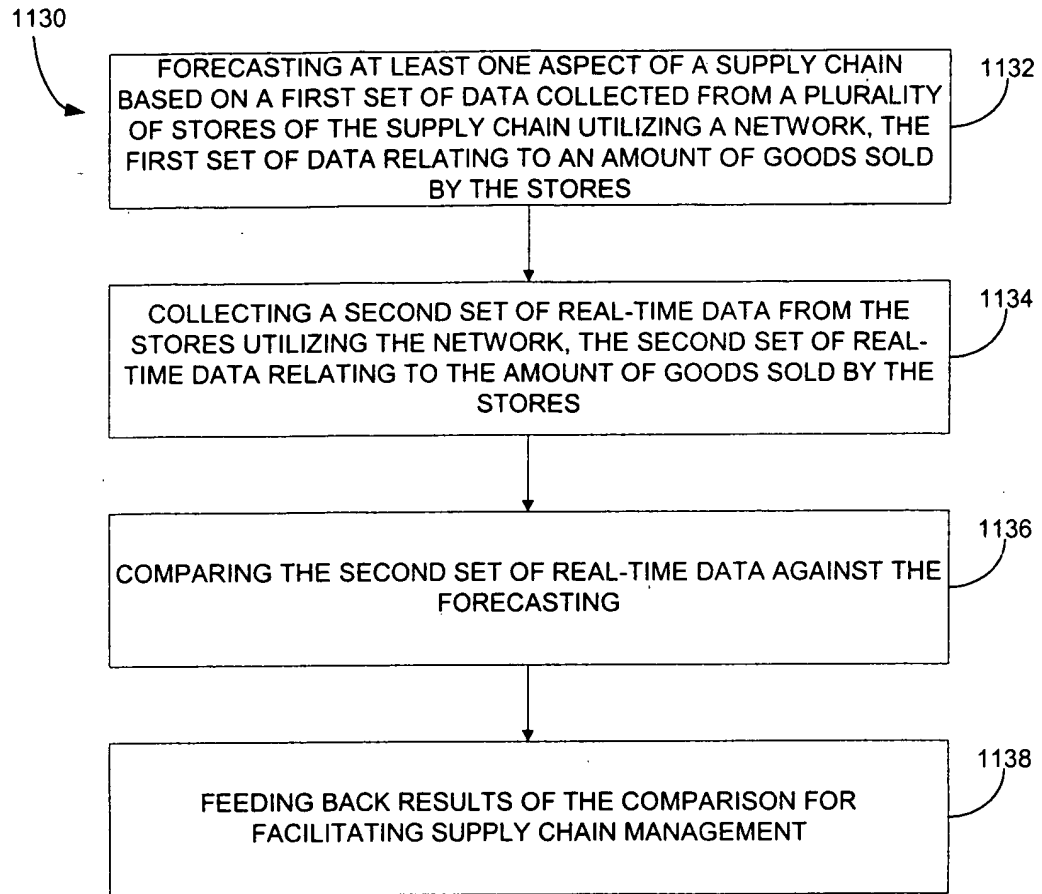 1130
FORECASTING AT LEAST ONE ASPECT OF A SUPPLY CHAIN
BASED ON A FIRST SET OF DATA COLLECTED FROM A PLURALITY
OF STORES OF THE SUPPLY CHAIN UTILIZING A NETWORK, THE
FIRST SET OF DATA RELATING TO AN AMOUNT OF GOODS SOLD
BY THE STORES
1132
COLLECTING A SECOND SET OF REAL-TIME DATA FROM THE
STORES UTILIZING THE NETWORK, THE SECOND SET OF REAL-
TIME DATA RELATING TO THE AMOUNT OF GOODS SOLD BY THE
STORES
1134
COMPARING THE SECOND SET OF REAL-TIME DATA AGAINST THE
FORECASTING
1136
FEEDING BACK RESULTS OF THE COMPARISON FOR
FACILITATING SUPPLY CHAIN MANAGEMENT
1138